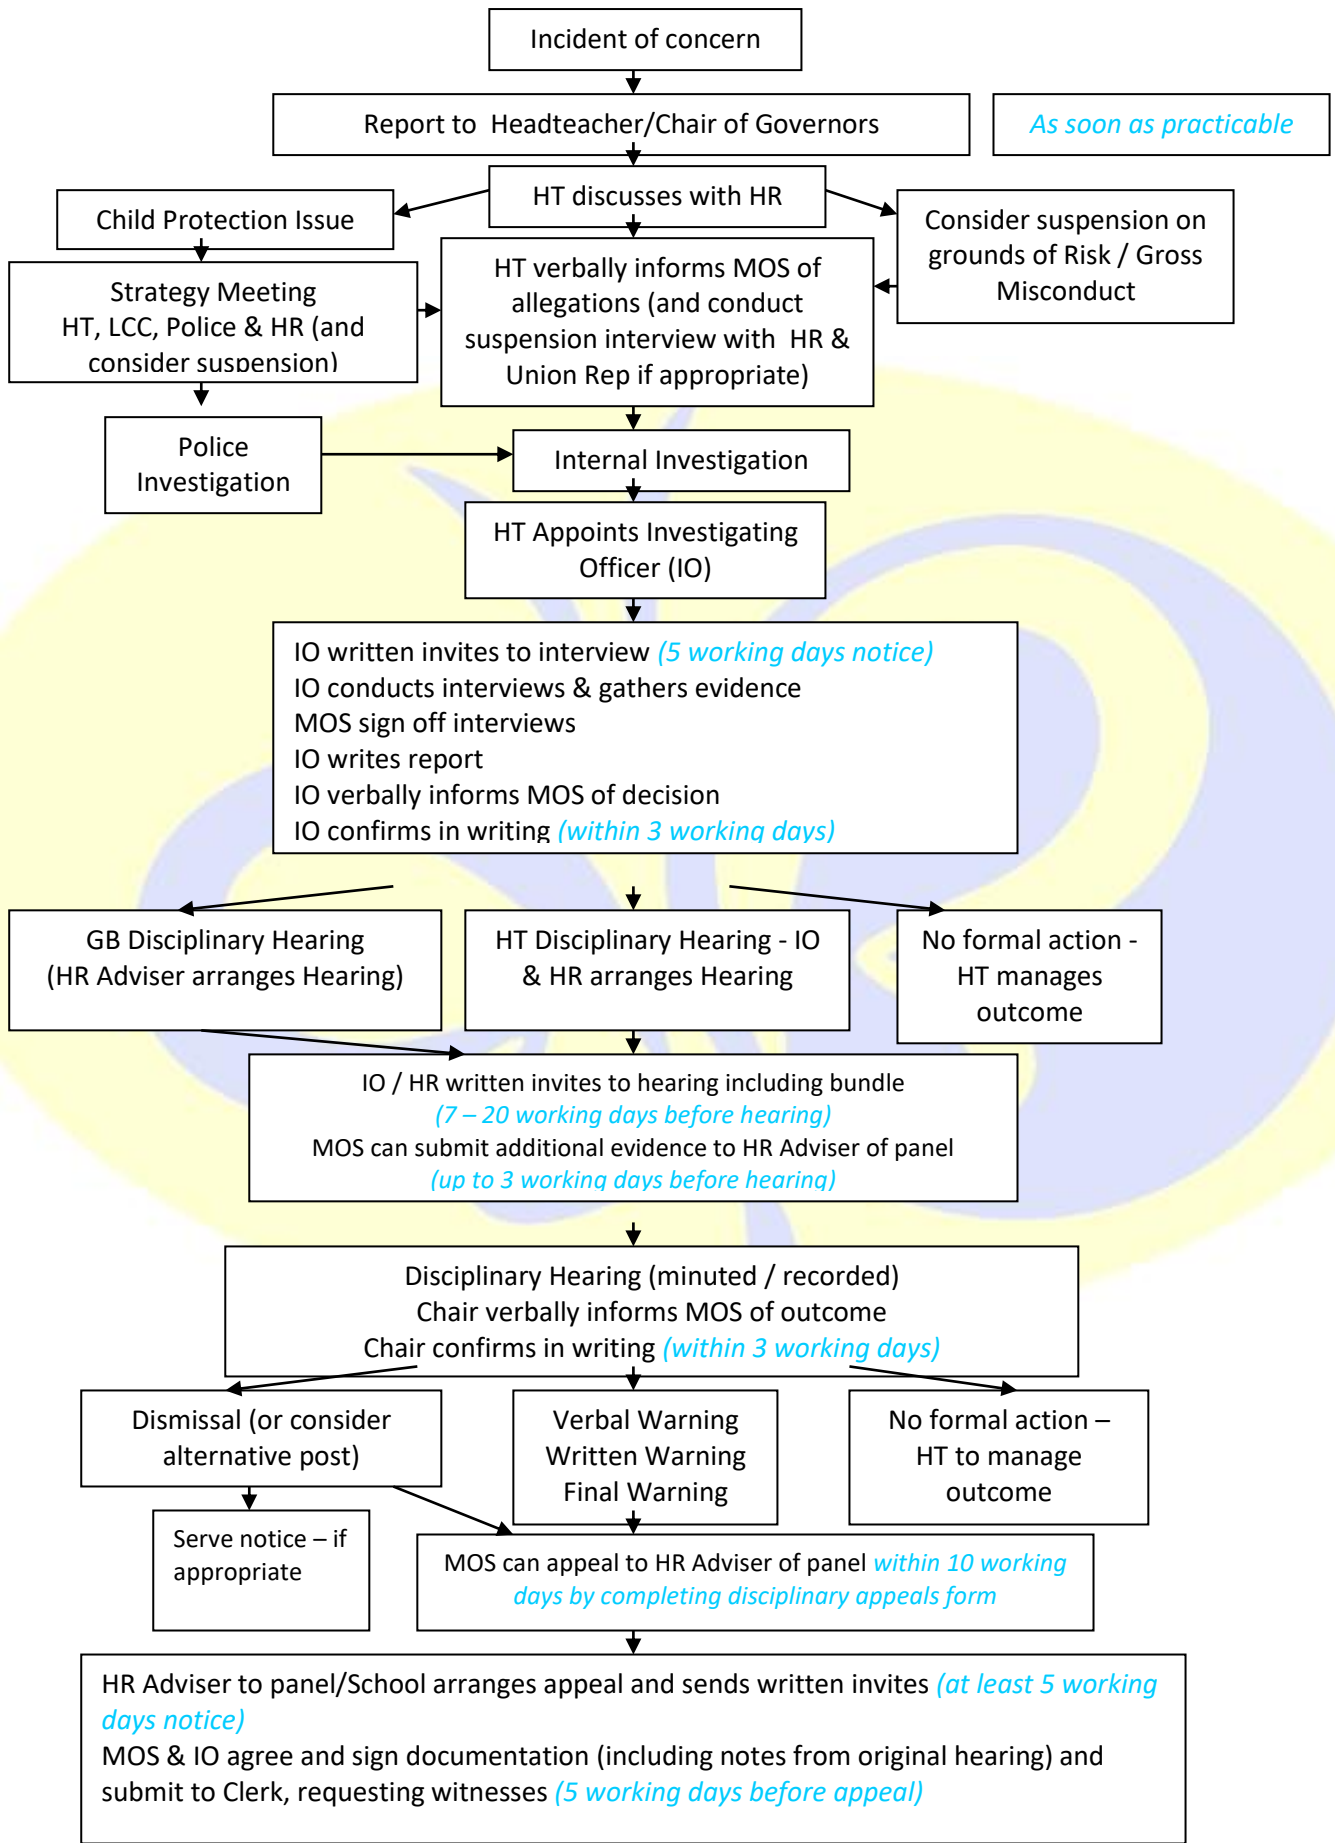 Incident of concern
Report to Headteacher/Chair of Governors
As soon as practicable
HT discusses with HR
Child Protection Issue
Consider suspension on
grounds of Risk / Gross
Misconduct
Strategy Meeting
HT, LCC, Police & HR (and
consider suspension)
HT verbally informs MOS of
allegations (and conduct
suspension interview with HR &
Union Rep if appropriate)
Police
Investigation
Internal Investigation
HT Appoints Investigating
Officer (IO)
IO written invites to interview (5 working days notice)
IO conducts interviews & gathers evidence
MOS sign off interviews
IO writes report
IO verbally informs MOS of decision
IO confirms in writing (within 3 working days)
GB Disciplinary Hearing
(HR Adviser arranges Hearing)
HT Disciplinary Hearing - IO
& HR arranges Hearing
No formal action -
HT manages
outcome
IO / HR written invites to hearing including bundle
(7 – 20 working days before hearing)
MOS can submit additional evidence to HR Adviser of panel
(up to 3 working days before hearing)
Disciplinary Hearing (minuted / recorded)
Chair verbally informs MOS of outcome
Chair confirms in writing (within 3 working days)
Dismissal (or consider
alternative post)
Verbal Warning
Written Warning
Final Warning
No formal action –
HT to manage
outcome
Serve notice – if
appropriate
MOS can appeal to HR Adviser of panel within 10 working
days by completing disciplinary appeals form
HR Adviser to panel/School arranges appeal and sends written invites (at least 5 working
days notice)
MOS & IO agree and sign documentation (including notes from original hearing) and
submit to Clerk, requesting witnesses (5 working days before appeal)